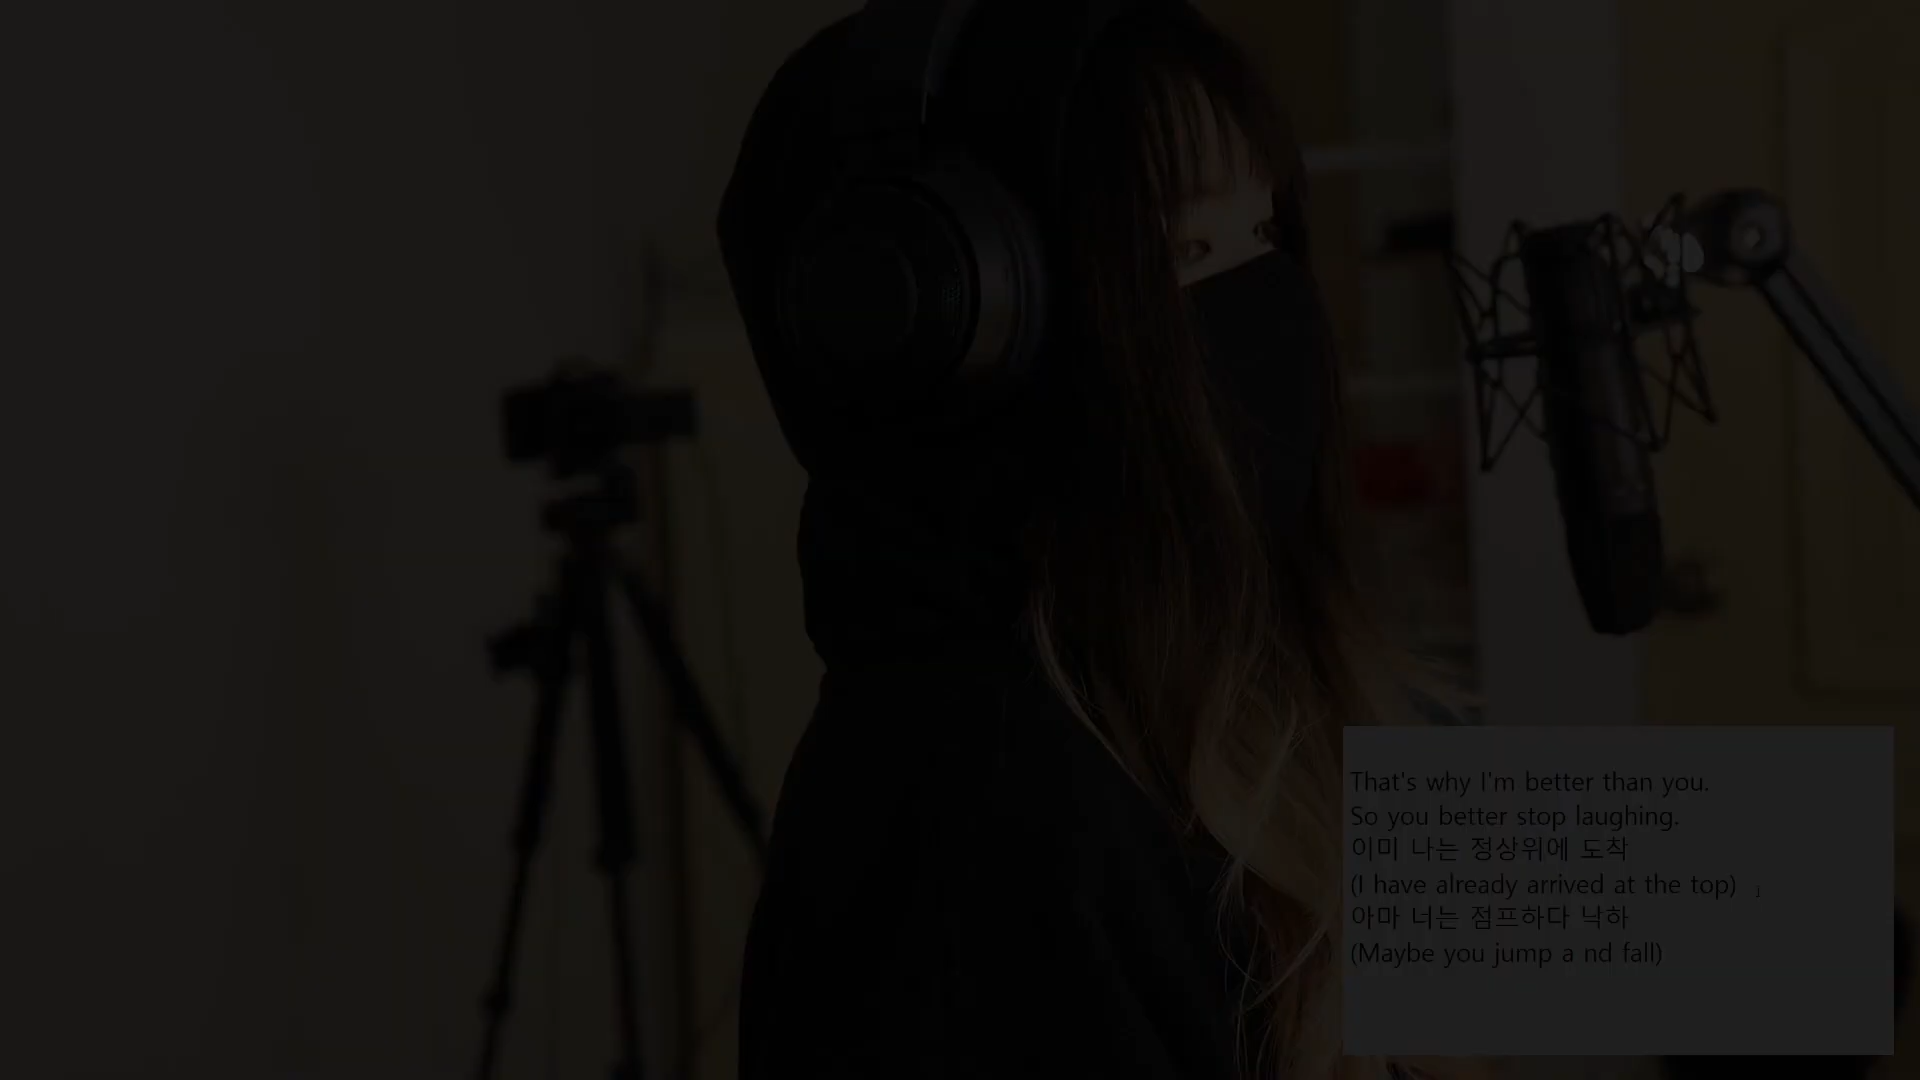 That's why I'm better than you.
So you better stop laughing.
이미 나는 정상위에 도착
(I have already arrived at the top)
아마 너는 점프하다 낙하
(Maybe you jump a nd fall)